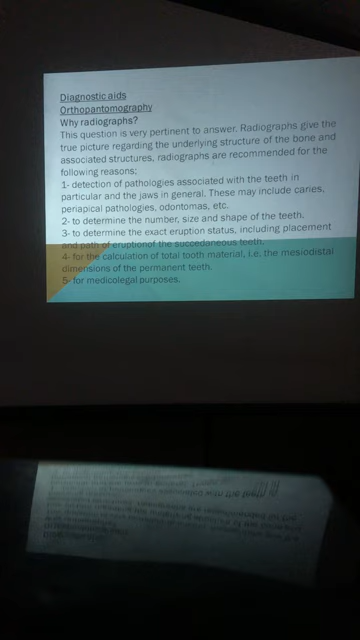 Diagnostic aids
Orthopantomography
Why radiographs?
This question is very pertinent to answer. Radiographs give the
true picture regarding the underlying structure of the bone and
associated structures, radiographs are recommended for the
following reasons;
1- detection of pathologies associated with the teeth in
particular and the jaws in general. These may include caries,
periapical pathologies, odontomas, etc.
2- to determine the number, size and shape of the teeth.
3- to determine the exact eruption status, including placement
and path of eruptionof the succedaneous teeth.
4- for the calculation of total tooth material, i.e. the mesiodistal
dimensions of the permanent teeth.
5- for medicolegal purposes.